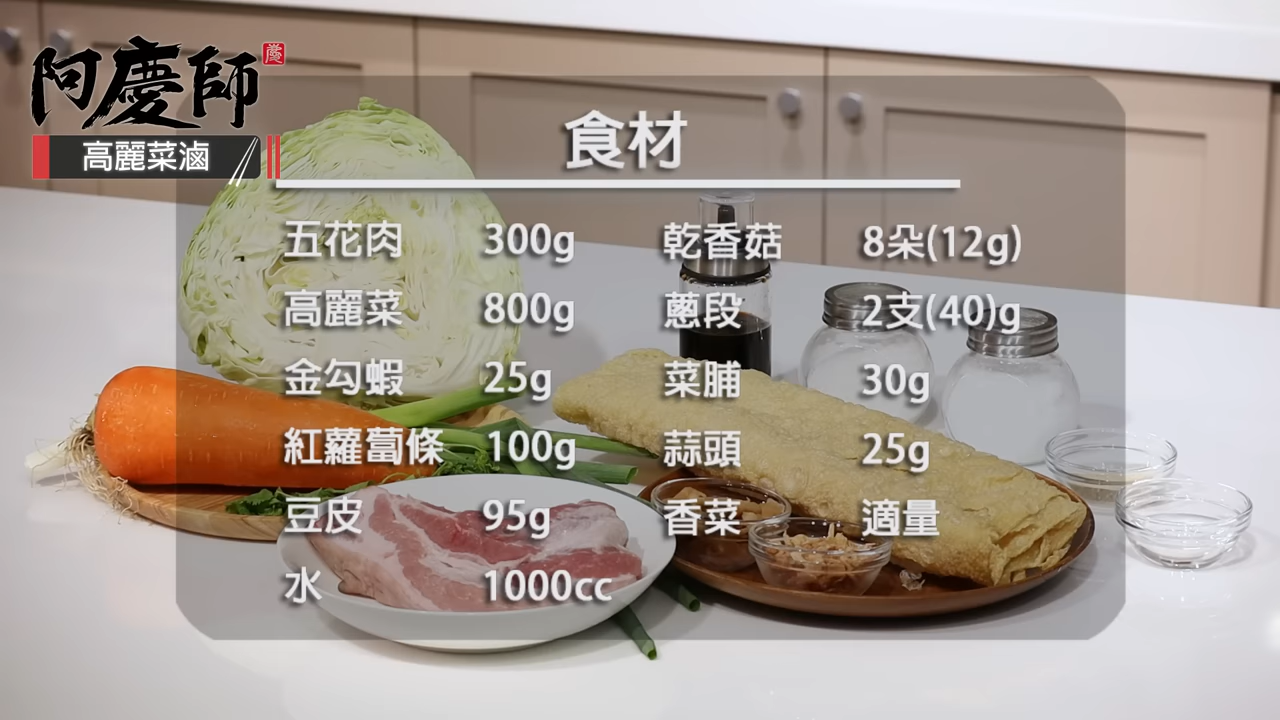 阿慶師
高麗菜滷
食材
五花肉 300g 乾香菇 8朵(12g)
高麗菜 800g 蔥段 2支(40)g
金勾蝦 25g 菜脯 30g
紅蘿蔔條 100g 蒜頭 25g
豆皮 95g 香菜 適量
水 1000cc